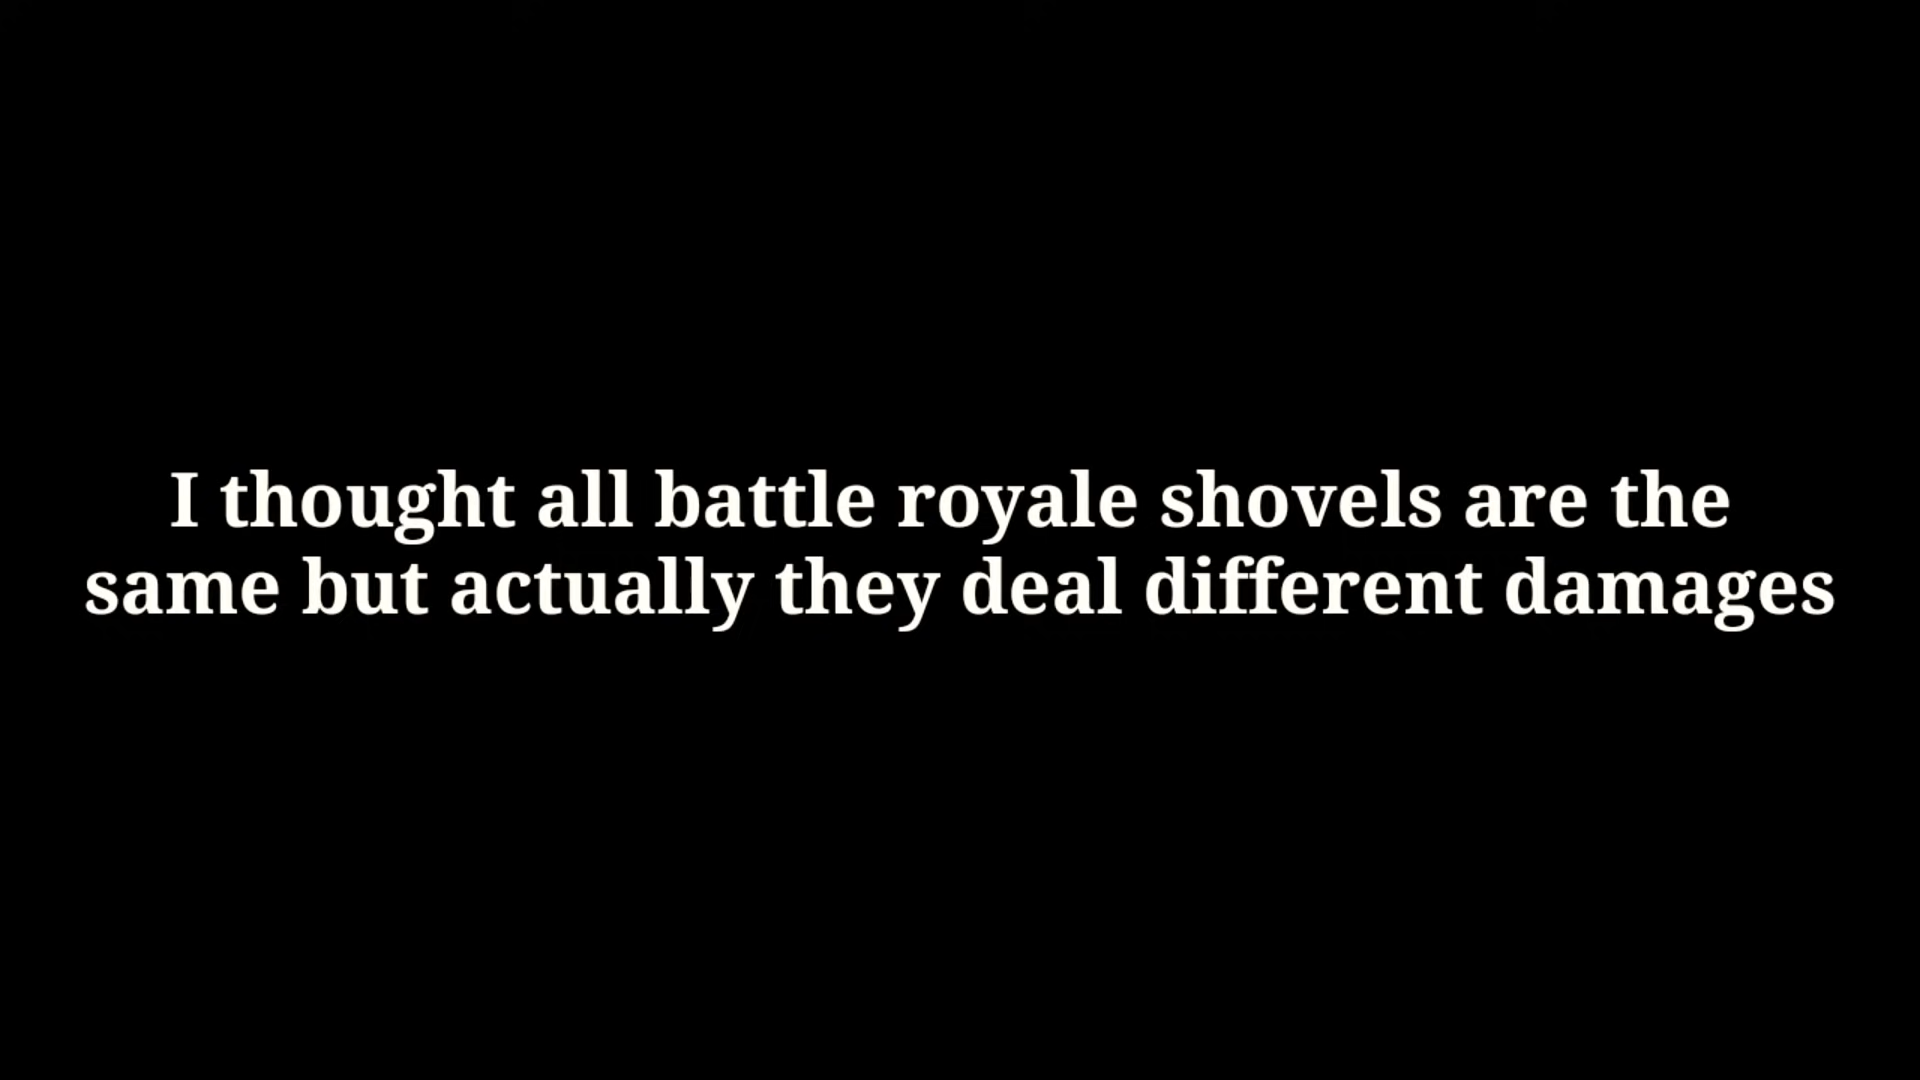 I thought all battle royale shovels are the
same but actually they deal different damages